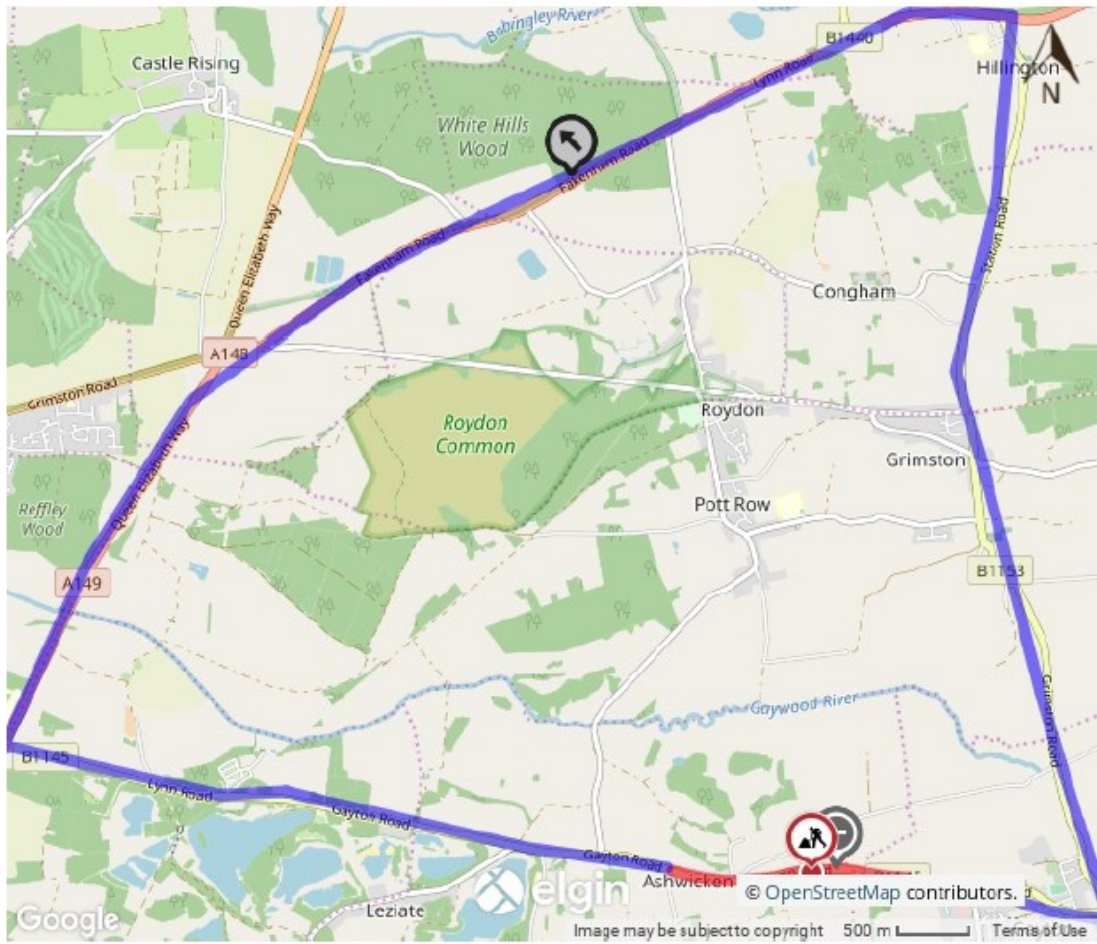 Babingley River
B1440
Castle Rising
Lynn Road
Hillington
N
White Hills
Wood
Fakenham Road
Fakenham Road
Station Road
Queen Elizabeth Way
Congham
A148
Grimston Road
Roydon
Common
Roydon
Queen Elizabeth Way
Grimston
Reffley
Wood
Pott Row
A149
B1153
Gaywood River
Grimston Road
B1145
Lynn Road
Gayton Road
Gayton Road
Ashwicken
elgin
© OpenStreetMap contributors.
Leziate
Google
Image may be subject to copyright
500 m
Terms of Use